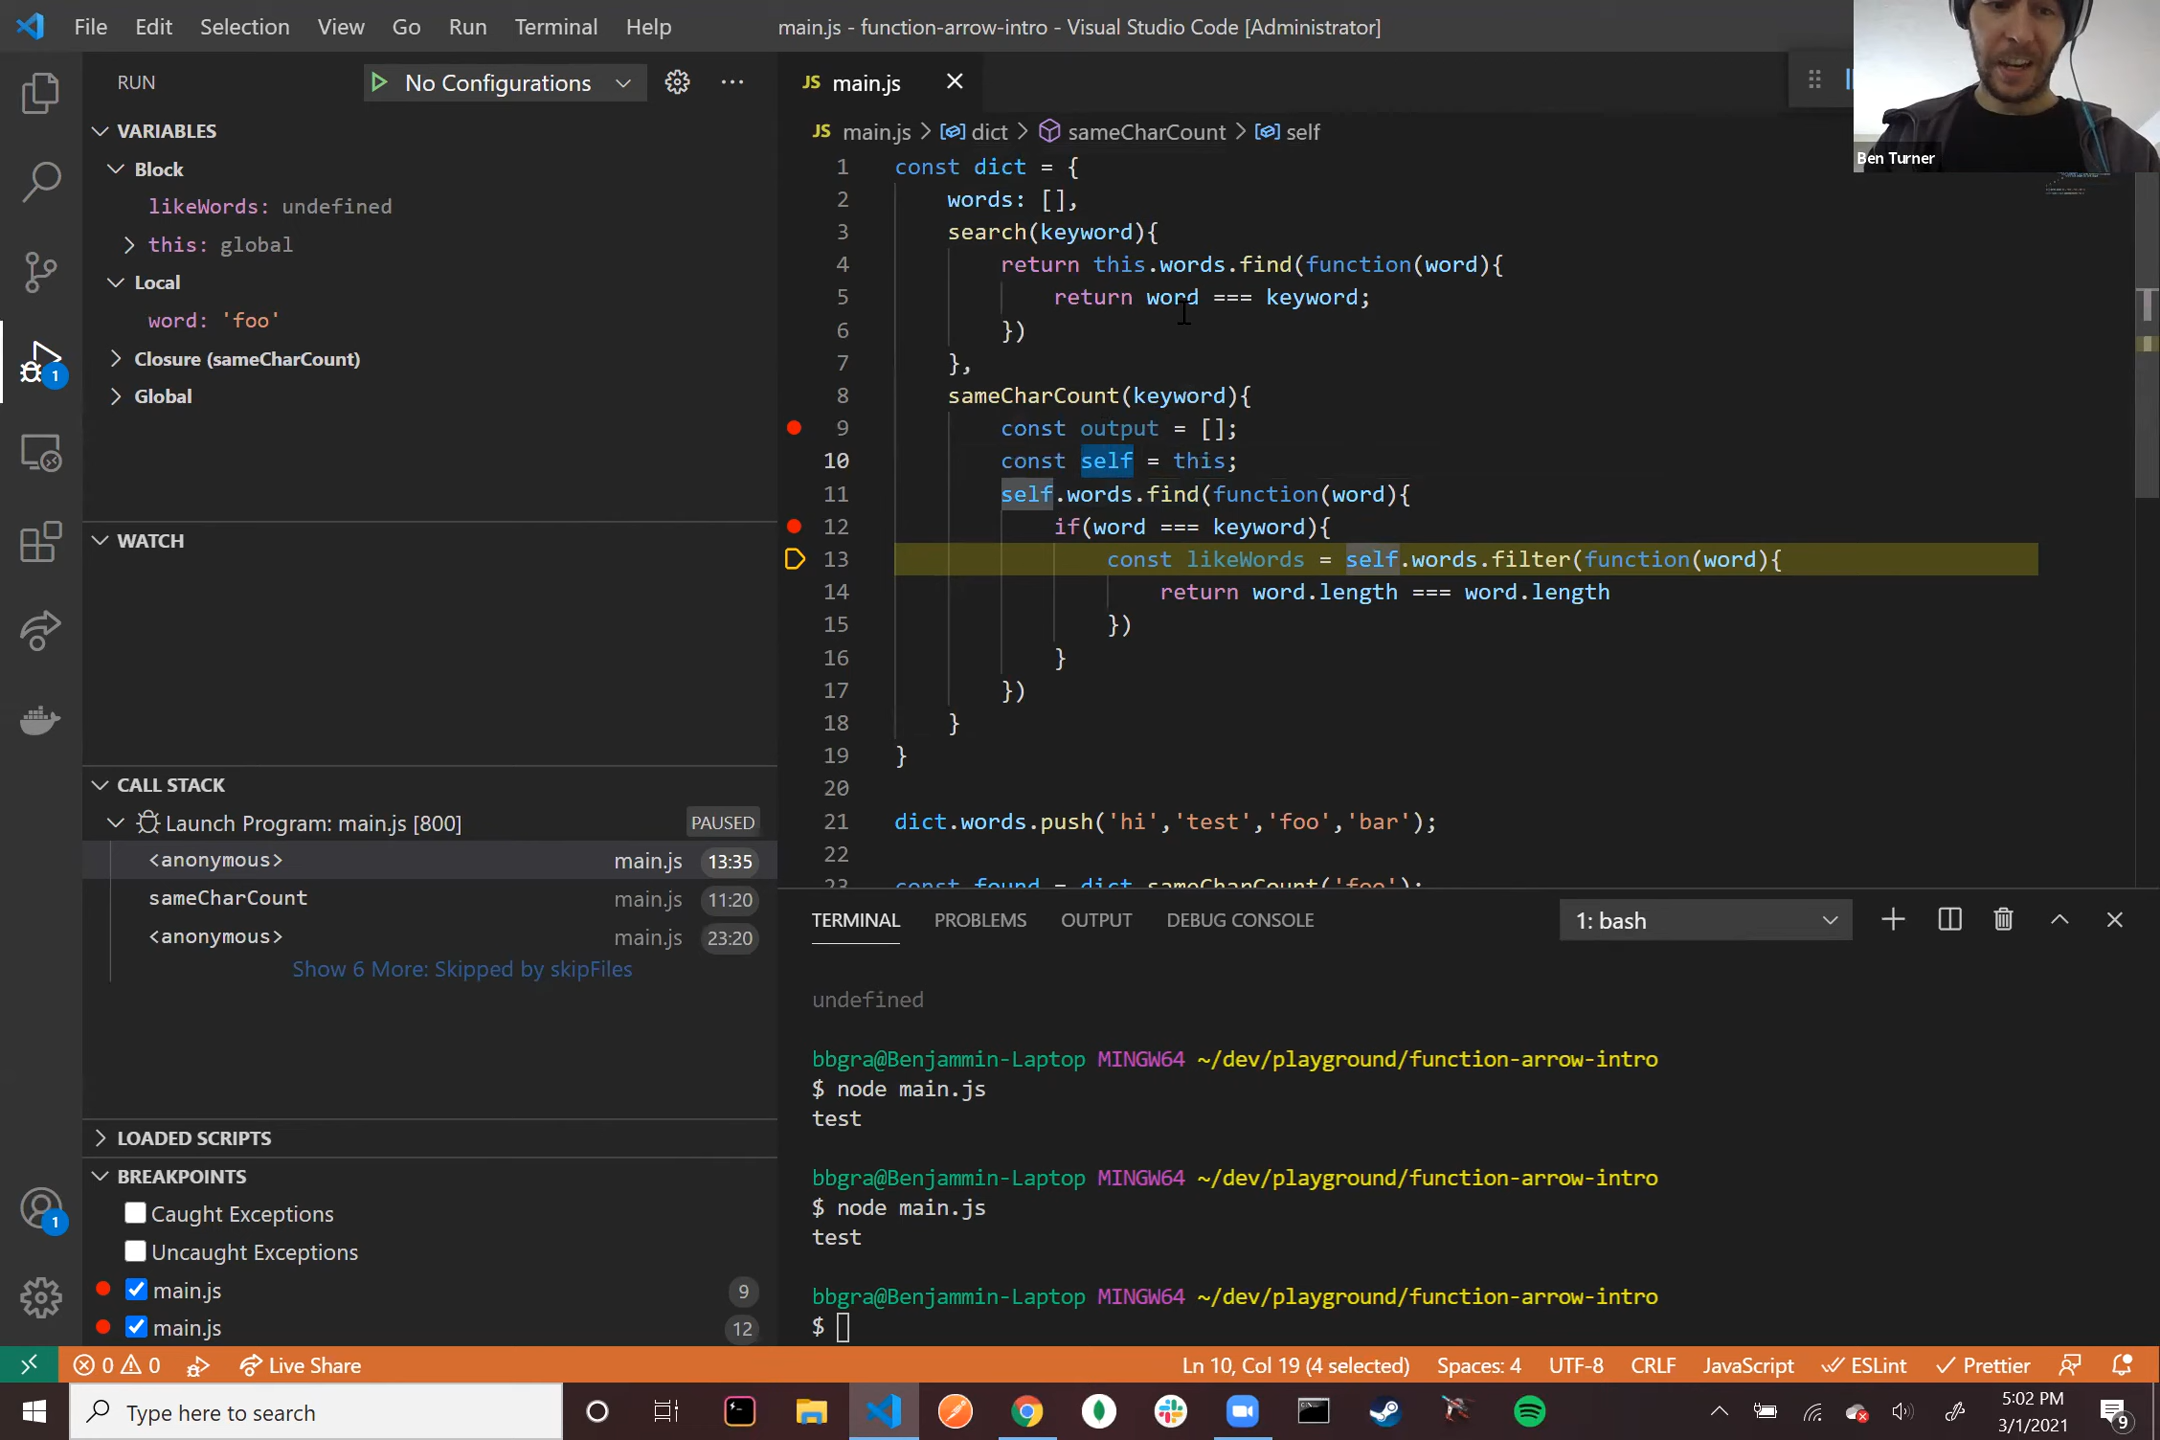 File Edit Selection View Go Run Terminal Help
main.js - function-arrow-intro - Visual Studio Code [Administrator]
RUN No Configurations
VARIABLES
Block
likeWords: undefined
this: global
Local
word: 'foo'
Closure (sameCharCount)
Global
WATCH
CALL STACK
Launch Program: main.js [800] PAUSED
<anonymous> main.js 13:35
sameCharCount main.js 11:20
<anonymous> main.js 23:20
Show 6 More: Skipped by skipFiles
LOADED SCRIPTS
BREAKPOINTS
Caught Exceptions
Uncaught Exceptions
main.js 9
main.js 12
1
1
JS main.js
JS main.js > dict > sameCharCount > self
Ben Turner
1 const dict = {
2 words: [],
3 search(keyword){
4 return this.words.find(function(word){
5 return word === keyword;
6 })
7 },
8 sameCharCount(keyword){
9 const output = [];
10 const self = this;
11 self.words.find(function(word){
12 if(word === keyword){
13 const likeWords = self.words.filter(function(word){
14 return word.length === word.length
15 })
16 }
17 })
18 }
19 }
20
21 dict.words.push('hi','test','foo','bar');
22
23 const found = dict.sameCharCount('foo');
TERMINAL PROBLEMS OUTPUT DEBUG CONSOLE 1: bash
undefined
bbgra@Benjammin-Laptop MINGW64 ~/dev/playground/function-arrow-intro
$ node main.js
test
bbgra@Benjammin-Laptop MINGW64 ~/dev/playground/function-arrow-intro
$ node main.js
test
bbgra@Benjammin-Laptop MINGW64 ~/dev/playground/function-arrow-intro
$
0 0 Live Share Ln 10, Col 19 (4 selected) Spaces: 4 UTF-8 CRLF JavaScript ESLint Prettier
Type here to search
5:02 PM
3/1/2021
9